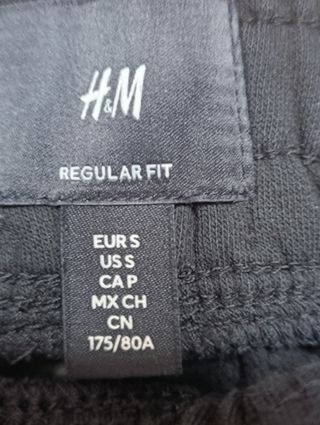 H&M
REGULAR FIT
EUR S
US S
CA P
MX CH
CN
175/80A